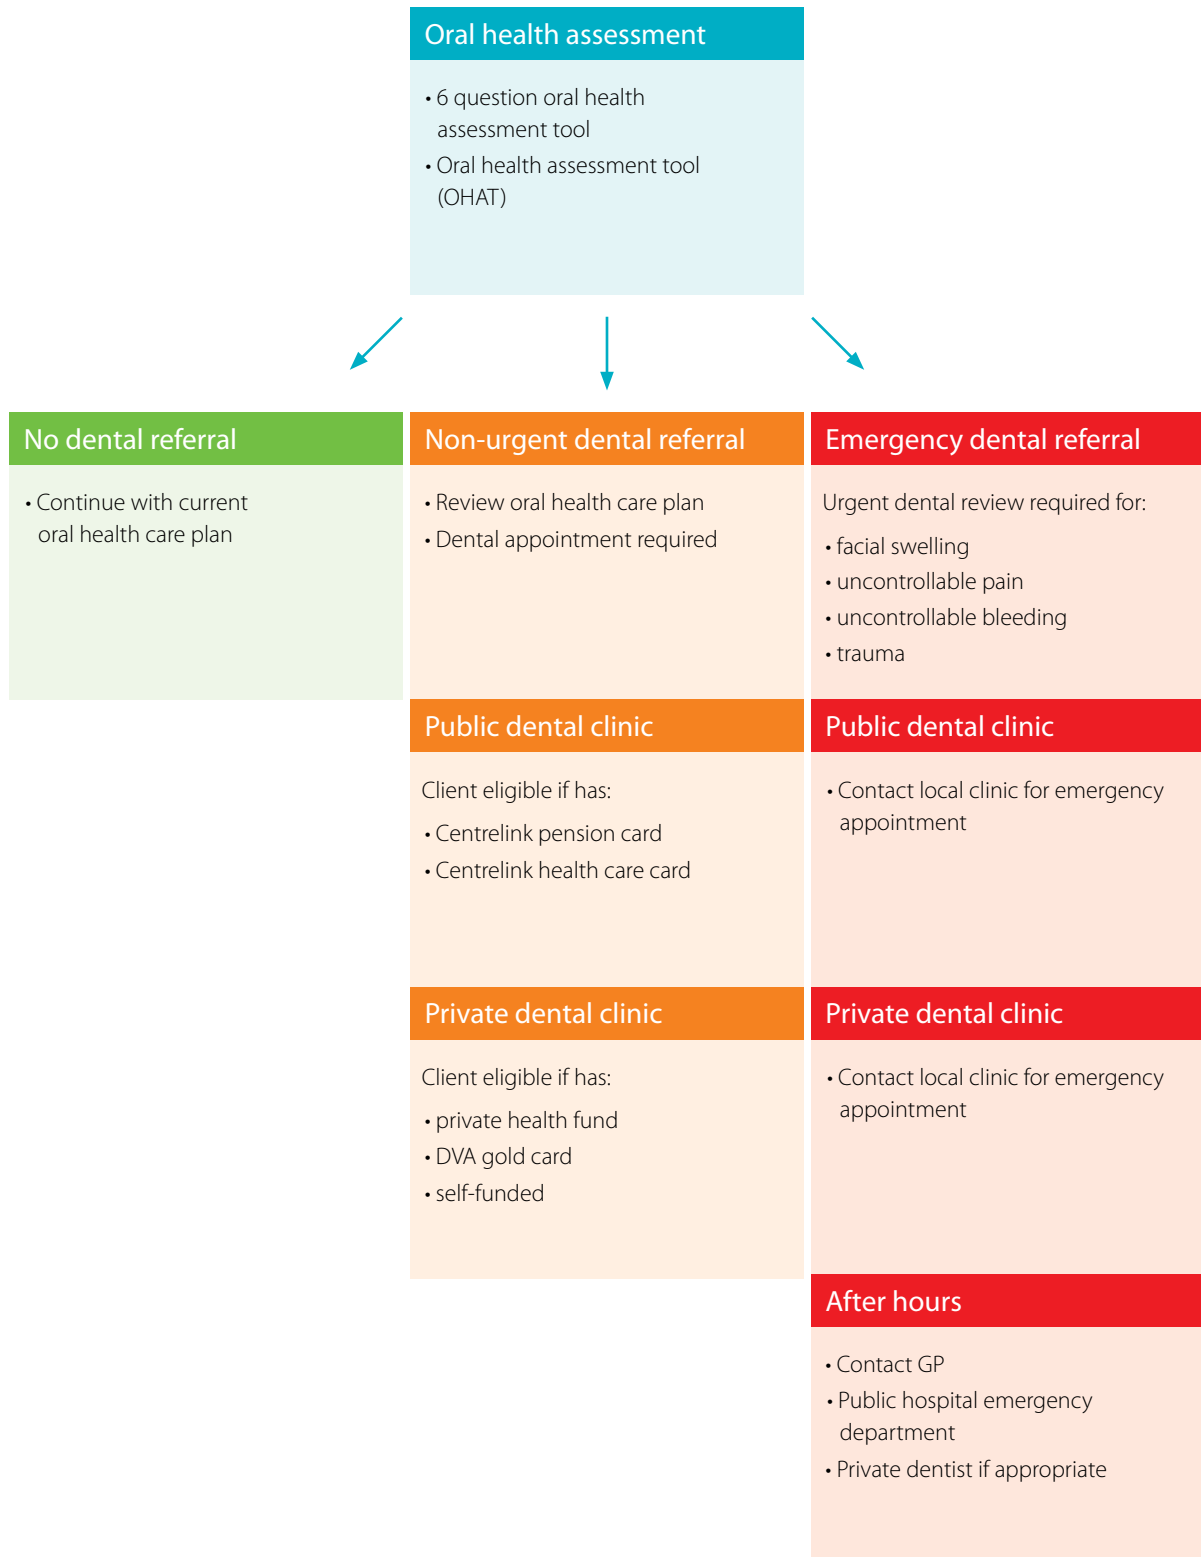 Oral health assessment
• 6 question oral health
assessment tool
• Oral health assessment tool
(OHAT)
No dental referral
• Continue with current
oral health care plan
Non-urgent dental referral
• Review oral health care plan
• Dental appointment required
Public dental clinic
Client eligible if has:
• Centrelink pension card
• Centrelink health care card
Private dental clinic
Client eligible if has:
• private health fund
• DVA gold card
• self-funded
Emergency dental referral
Urgent dental review required for:
• facial swelling
• uncontrollable pain
• uncontrollable bleeding
• trauma
Public dental clinic
• Contact local clinic for emergency
appointment
Private dental clinic
• Contact local clinic for emergency
appointment
After hours
• Contact GP
• Public hospital emergency
department
• Private dentist if appropriate